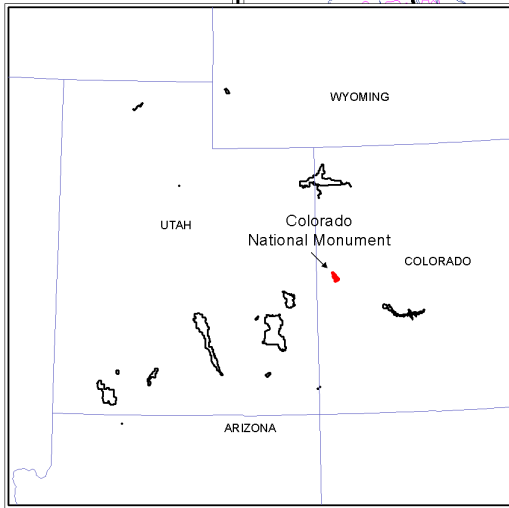 WYOMING
UTAH
Colorado
National Monument
COLORADO
ARIZONA